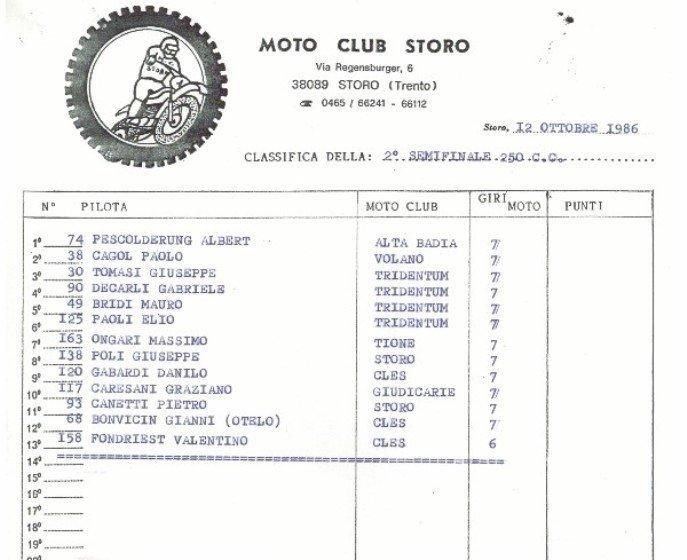 MOTO CLUB STORO
Via Regensburger, 6
38089 STORO (Trento)
☎ 0465 / 66241 - 66112
Storo, 12 OTTOBRE 1986
CLASSIFICA DELLA: 2° SEMIFINALE 250 C.C.
N° PILOTA MOTO CLUB GIRI MOTO PUNTI
1° 74 PESCOLDERUNG ALBERT ALTA BADIA 7
2° 38 CAGOL PAOLO VOLANO 7
3° 30 TOMASI GIUSEPPE TRIDENTUM 7
4° 90 DECARLI GABRIELE TRIDENTUM 7
5° 49 BRIDI MAURO TRIDENTUM 7
6° 125 PAOLI ELIO TRIDENTUM 7
7° 163 ONGARI MASSIMO TIONE 7
8° 138 POLI GIUSEPPE STORO 7
9° 120 GABARDI DANILO CLES 7
10° 117 CARESANI GRAZIANO GIUDICARIE 7
11° 93 CANETTI PIETRO STORO 7
12° 68 BONVICIN GIANNI (OTELO) CLES 7
13° 158 FONDRIEST VALENTINO CLES 6
14° ==================================================
15°
16°
17°
18°
19°